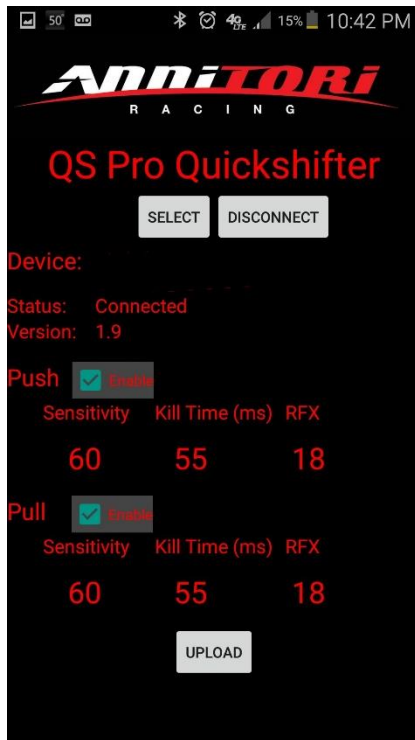 50° 4G LTE 15% 10:42 PM
ANNITORI
RACING
QS Pro Quickshifter
SELECT DISCONNECT
Device:
Status: Connected
Version: 1.9
Push Enable
Sensitivity Kill Time (ms) RFX
60 55 18
Pull Enable
Sensitivity Kill Time (ms) RFX
60 55 18
UPLOAD